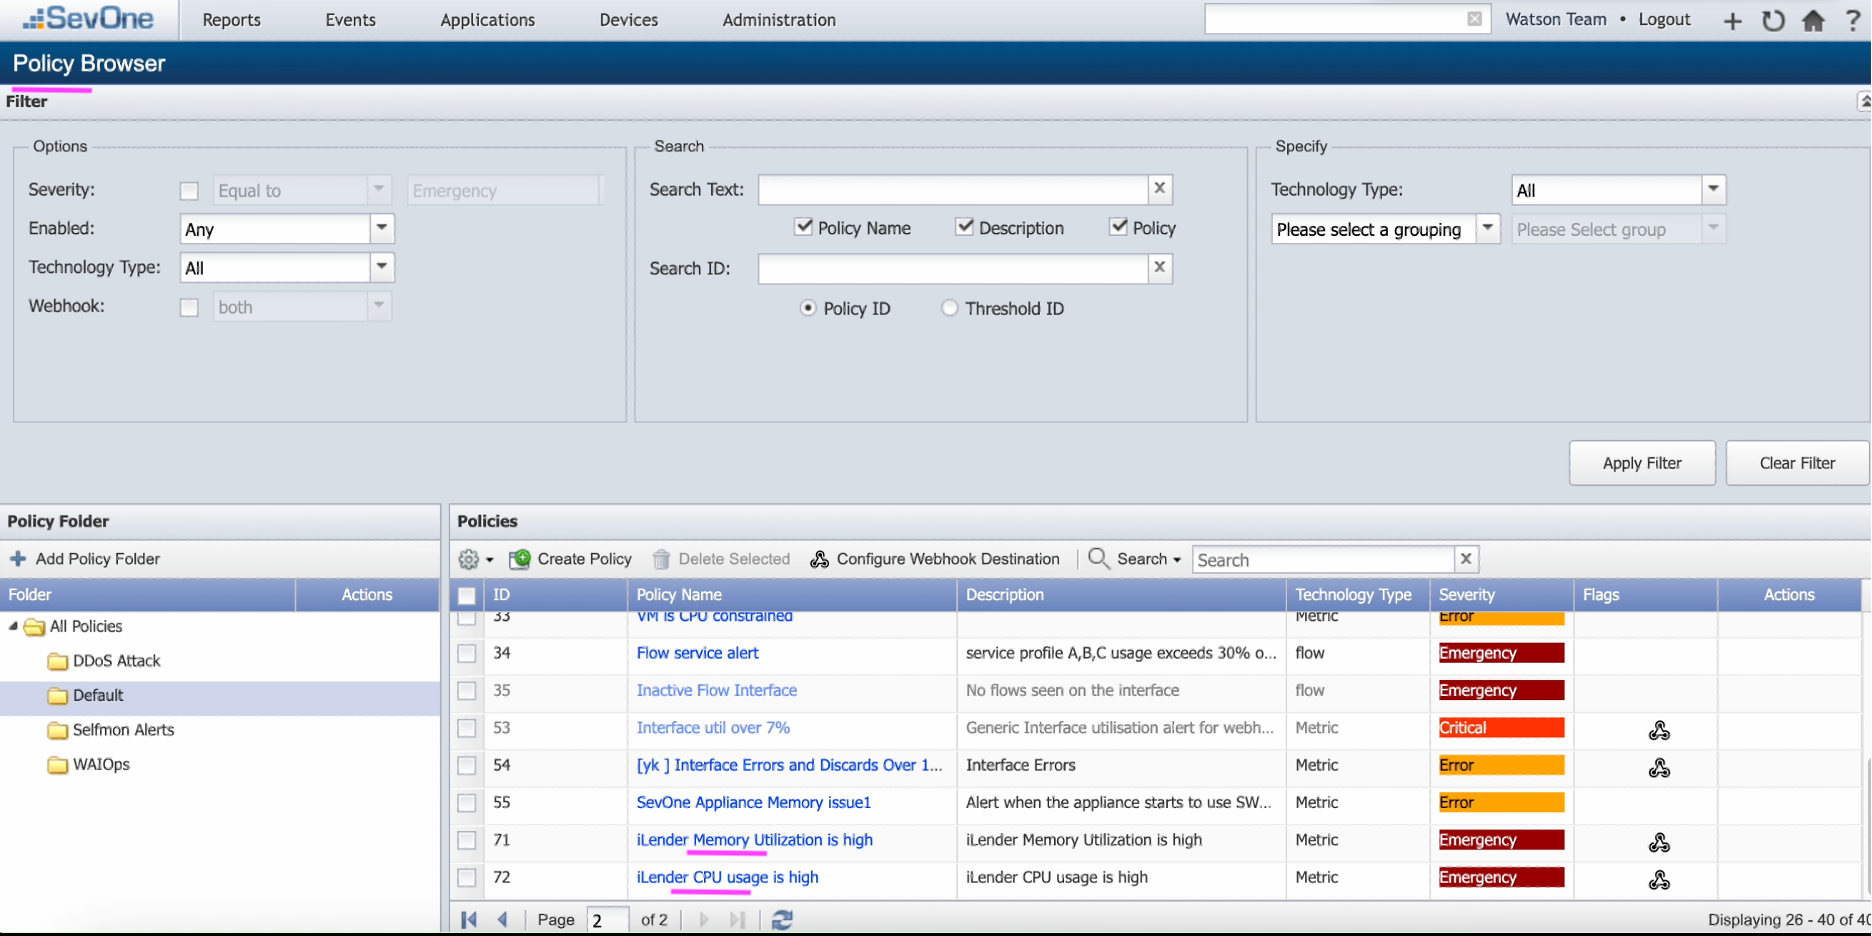 SevOne Reports Events Applications Devices Administration Watson Team • Logout
Policy Browser
Filter
Options
Severity: Equal to Emergency
Enabled: Any
Technology Type: All
Webhook: both
Search
Search Text:
Policy Name Description Policy
Search ID:
Policy ID Threshold ID
Specify
Technology Type: All
Please select a grouping Please Select group
Apply Filter Clear Filter
Policy Folder
Add Policy Folder
Folder Actions
All Policies
DDoS Attack
Default
Selfmon Alerts
WAIOps
Policies
Create Policy Delete Selected Configure Webhook Destination Search Search
ID Policy Name Description Technology Type Severity Flags Actions
33 VM is CPU constrained Metric Error
34 Flow service alert service profile A,B,C usage exceeds 30% o... flow Emergency
35 Inactive Flow Interface No flows seen on the interface flow Emergency
53 Interface util over 7% Generic Interface utilisation alert for webh... Metric Critical
54 [yk ] Interface Errors and Discards Over 1... Interface Errors Metric Error
55 SevOne Appliance Memory issue1 Alert when the appliance starts to use SW... Metric Error
71 iLender Memory Utilization is high iLender Memory Utilization is high Metric Emergency
72 iLender CPU usage is high iLender CPU usage is high Metric Emergency
Page 2 of 2 Displaying 26 - 40 of 40